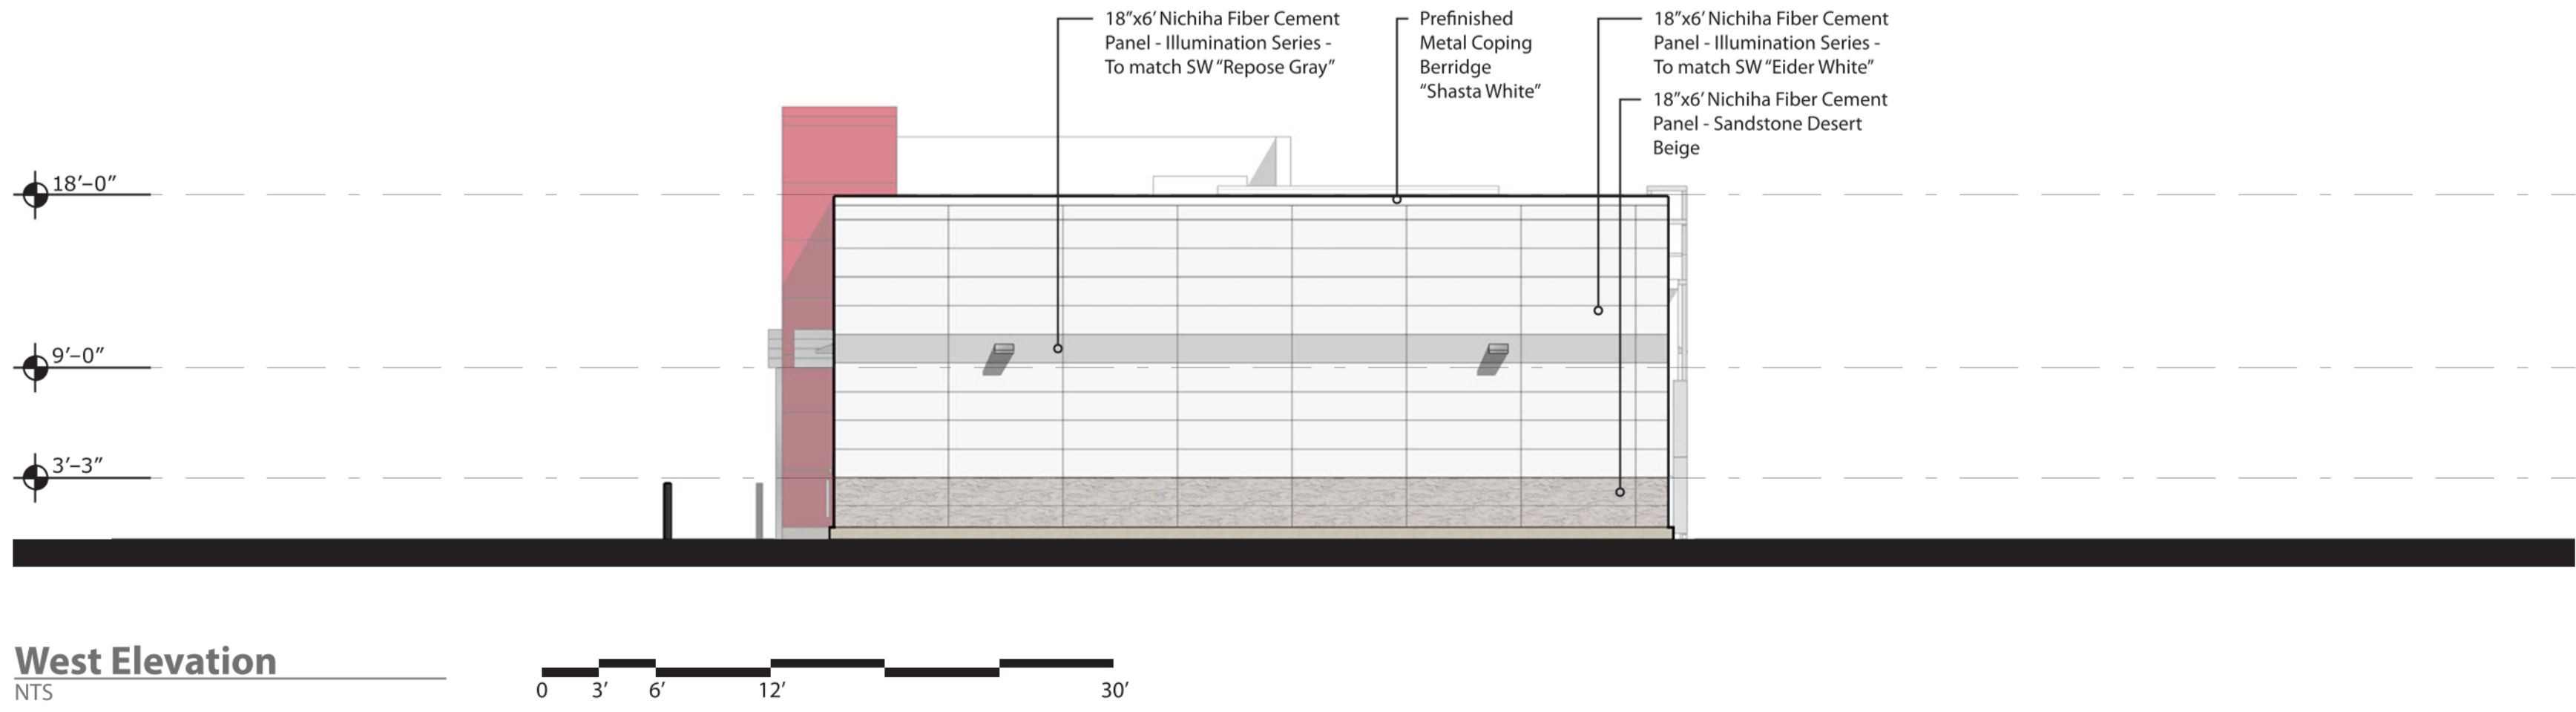 18”x6’ Nichiha Fiber Cement
Panel - Illumination Series -
To match SW “Repose Gray”
Prefinished
Metal Coping
Berridge
“Shasta White”
18”x6’ Nichiha Fiber Cement
Panel - Illumination Series -
To match SW “Eider White”
18”x6’ Nichiha Fiber Cement
Panel - Sandstone Desert
Beige
18’–0”
9’–0”
3’–3”
West Elevation
NTS
0 3’ 6’ 12’ 30’